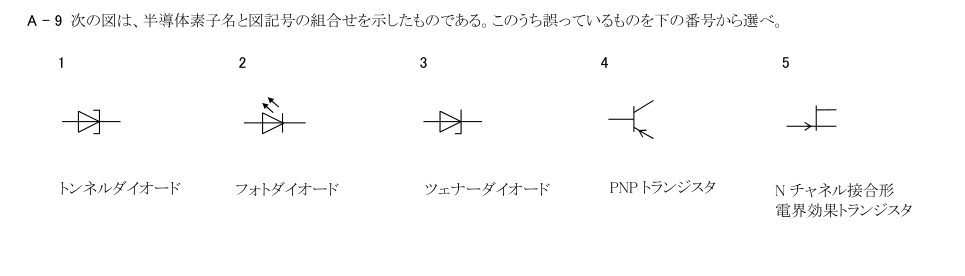 A－9 次の図は、半導体素子名と図記号の組合せを示したものである。このうち誤っているものを下の番号から選べ。
1 2 3 4 5
トンネルダイオード フォトダイオード ツェナーダイオード PNPトランジスタ Nチャネル接合形
電界効果トランジスタ